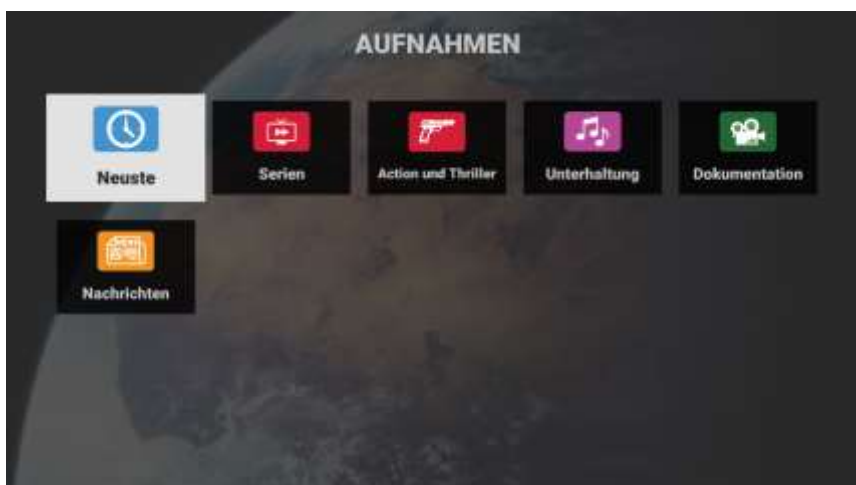 AUFNAHMEN
Neuste
Serien
Action und Thriller
Unterhaltung
Dokumentation
Nachrichten